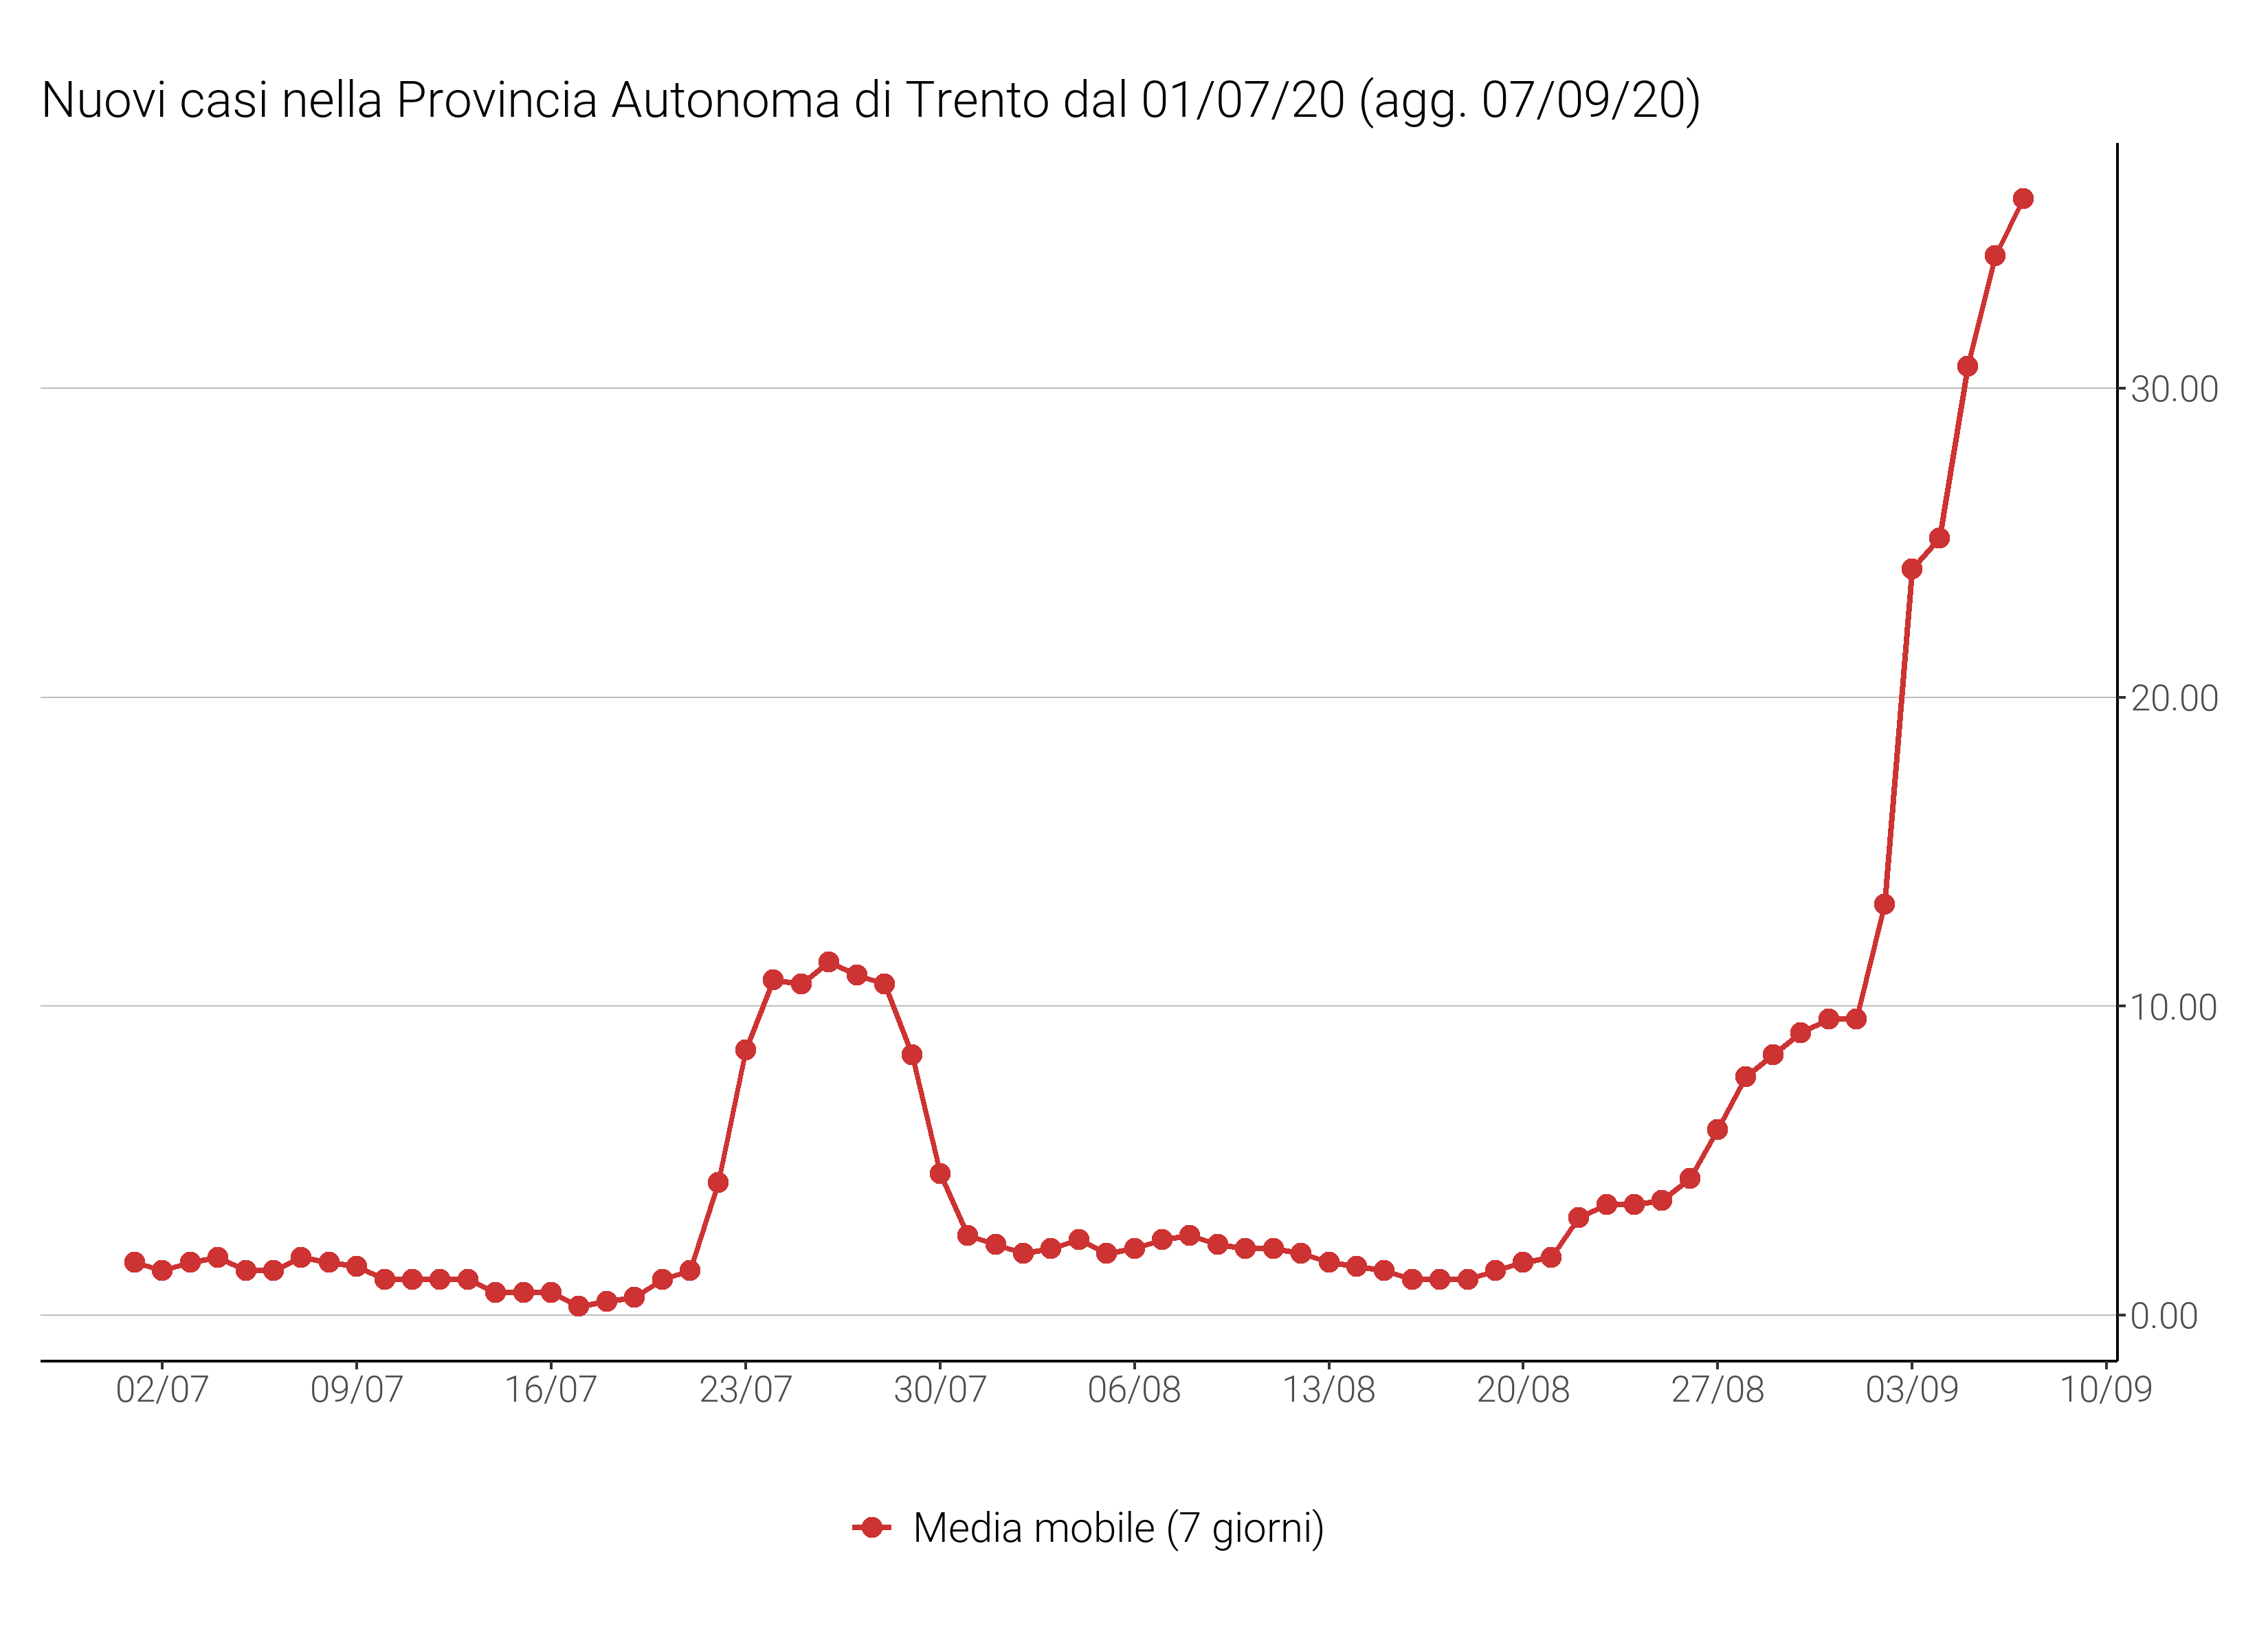 Nuovi casi nella Provincia Autonoma di Trento dal 01/07/20 (agg. 07/09/20)
30.00
20.00
10.00
0.00
02/07 09/07 16/07 23/07 30/07 06/08 13/08 20/08 27/08 03/09 10/09
Media mobile (7 giorni)